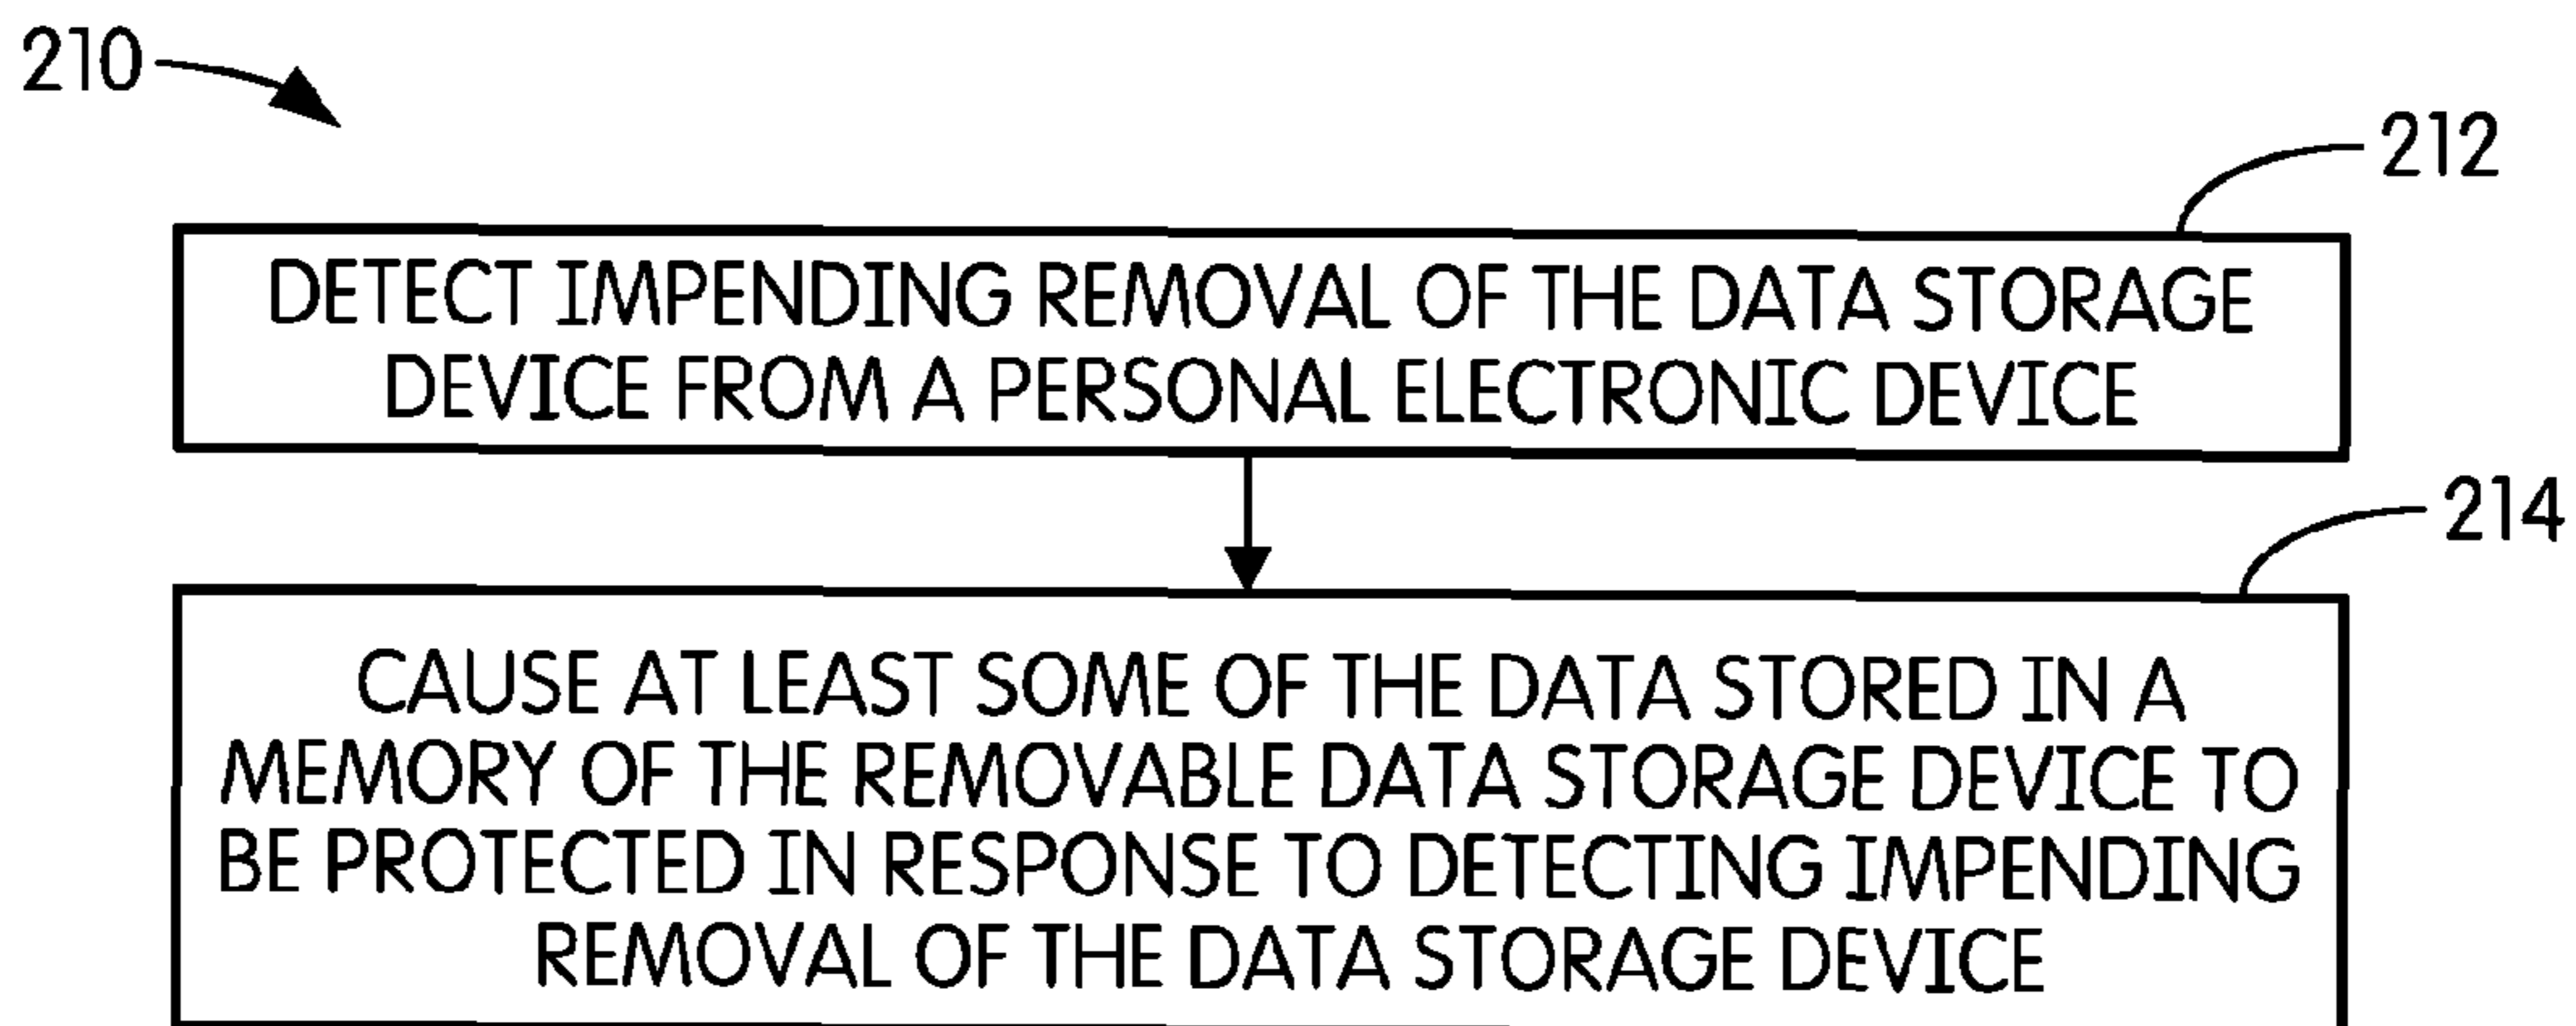 210
212
DETECT IMPENDING REMOVAL OF THE DATA STORAGE
DEVICE FROM A PERSONAL ELECTRONIC DEVICE
214
CAUSE AT LEAST SOME OF THE DATA STORED IN A
MEMORY OF THE REMOVABLE DATA STORAGE DEVICE TO
BE PROTECTED IN RESPONSE TO DETECTING IMPENDING
REMOVAL OF THE DATA STORAGE DEVICE